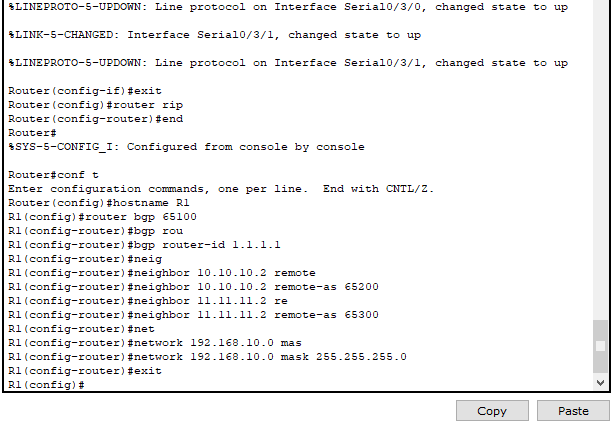 %LINEPROTO-5-UPDOWN: Line protocol on Interface Serial0/3/0, changed state to up
%LINK-5-CHANGED: Interface Serial0/3/1, changed state to up
%LINEPROTO-5-UPDOWN: Line protocol on Interface Serial0/3/1, changed state to up
Router(config-if)#exit
Router(config)#router rip
Router(config-router)#end
Router#
%SYS-5-CONFIG_I: Configured from console by console
Router#conf t
Enter configuration commands, one per line.  End with CNTL/Z.
Router(config)#hostname R1
R1(config)#router bgp 65100
R1(config-router)#bgp rou
R1(config-router)#bgp router-id 1.1.1.1
R1(config-router)#neig
R1(config-router)#neighbor 10.10.10.2 remote
R1(config-router)#neighbor 10.10.10.2 remote-as 65200
R1(config-router)#neighbor 11.11.11.2 re
R1(config-router)#neighbor 11.11.11.2 remote-as 65300
R1(config-router)#net
R1(config-router)#network 192.168.10.0 mas
R1(config-router)#network 192.168.10.0 mask 255.255.255.0
R1(config-router)#exit
R1(config)#
Copy Paste